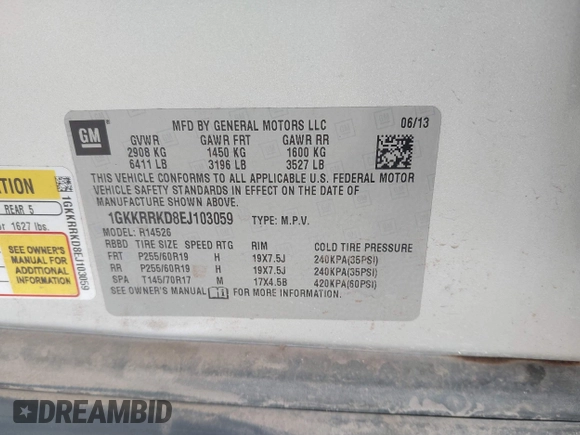 GM
MFD BY GENERAL MOTORS LLC 06/13
GVWR GAWR FRT GAWR RR
2908 KG 1450 KG 1600 KG
6411 LB 3196 LB 3527 LB
THIS VEHICLE CONFORMS TO ALL APPLICABLE U.S. FEDERAL MOTOR
VEHICLE SAFETY STANDARDS IN EFFECT ON THE DATE OF
MANUFACTURE SHOWN ABOVE.
1GKKRRKD8EJ103059 TYPE: M.P.V.
MODEL: R14526
RBBD TIRE SIZE SPEED RTG RIM COLD TIRE PRESSURE
FRT P255/60R19 H 19X7.5J 240KPA(35PSI)
RR P255/60R19 H 19X7.5J 240KPA(35PSI)
SPA T145/70R17 M 17X4.5B 420KPA(60PSI)
SEE OWNER'S MANUAL FOR MORE INFORMATION.
REAR 5
1627 lbs.
SEE OWNER'S
MANUAL FOR
ADDITIONAL
INFORMATION
1GKKRRKD8EJ103059
DREAMBID